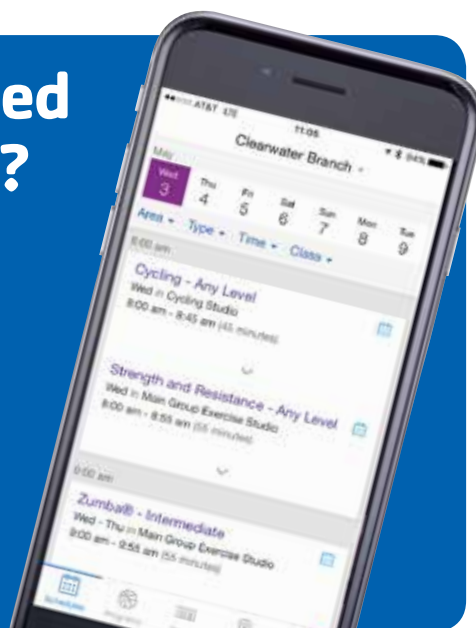 ed
?
AT&T LTE
11:05
94%
Clearwater Branch
May
Wed Thu Fri Sat Sun Mon Tue
3 4 5 6 7 8 9
Area Type Time Class
8:00 am
Cycling - Any Level
Wed in Cycling Studio
8:00 am - 8:45 am (45 minutes)
Strength and Resistance - Any Level
Wed in Main Group Exercise Studio
8:00 am - 8:55 am (55 minutes)
9:00 am
Zumba® - Intermediate
Wed - Thu in Main Group Exercise Studio
9:00 am - 9:55 am (55 minutes)
Schedules